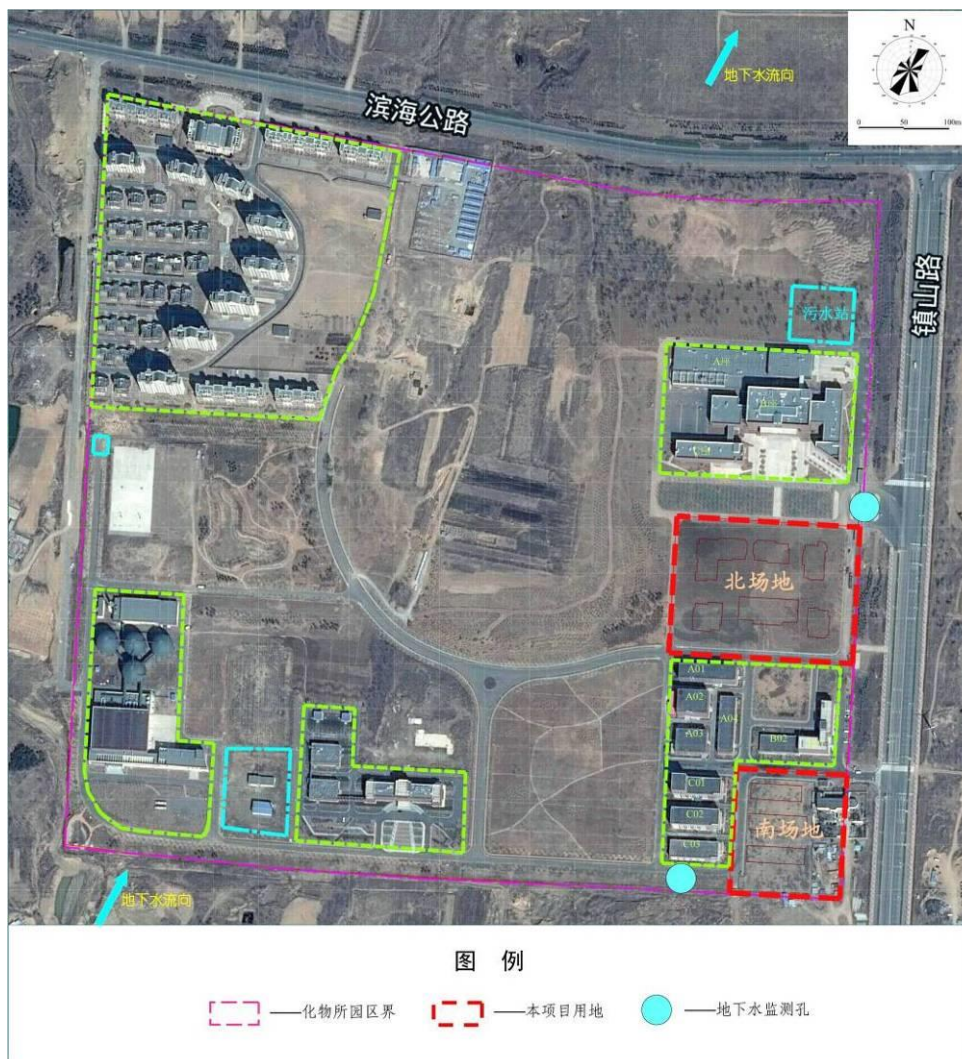 N
0 50 100m
地下水流向
滨海公路
镇山路
污水站
北场地
A01
A02
A03
A04
B02
C01
C02
C03
南场地
地下水流向
图 例
化物所园区界
本项目用地
地下水监测孔